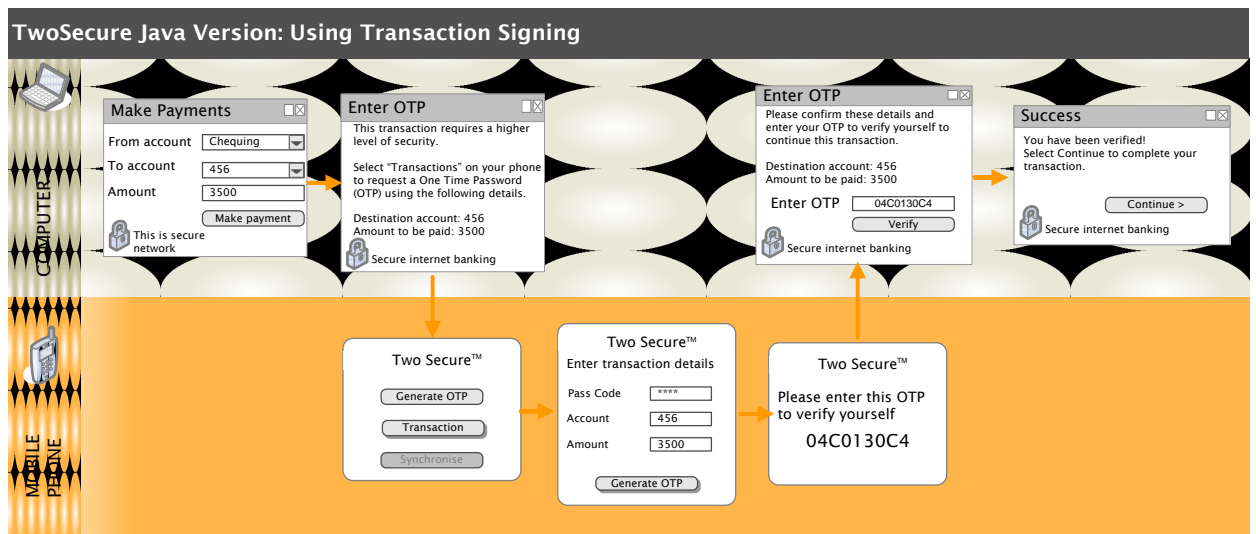 TwoSecure Java Version: Using Transaction Signing
COMPUTER
Make Payments
From account Chequing
To account 456
Amount 3500
Make payment
This is secure
network
Enter OTP
This transaction requires a higher
level of security.
Select “Transactions” on your phone
to request a One Time Password
(OTP) using the following details.
Destination account: 456
Amount to be paid: 3500
Secure internet banking
Enter OTP
Please confirm these details and
enter your OTP to verify yourself to
continue this transaction.
Destination account: 456
Amount to be paid: 3500
Enter OTP 04C0130C4
Verify
Secure internet banking
Success
You have been verified!
Select Continue to complete your
transaction.
Continue >
Secure internet banking
MOBILE
PHONE
Two Secure™
Generate OTP
Transaction
Synchronise
Two Secure™
Enter transaction details
Pass Code ****
Account 456
Amount 3500
Generate OTP
Two Secure™
Please enter this OTP
to verify yourself
04C0130C4